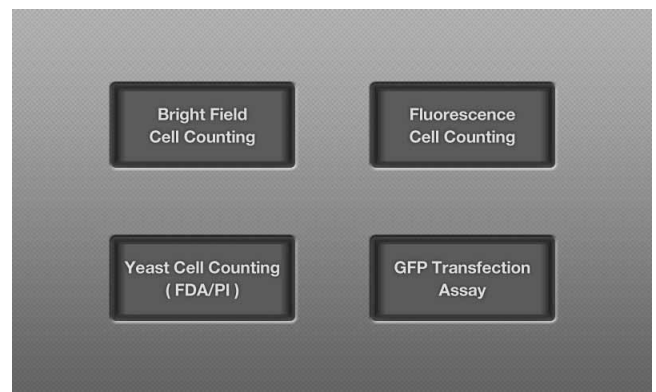 Bright Field
Cell Counting
Fluorescence
Cell Counting
Yeast Cell Counting
( FDA/PI )
GFP Transfection
Assay